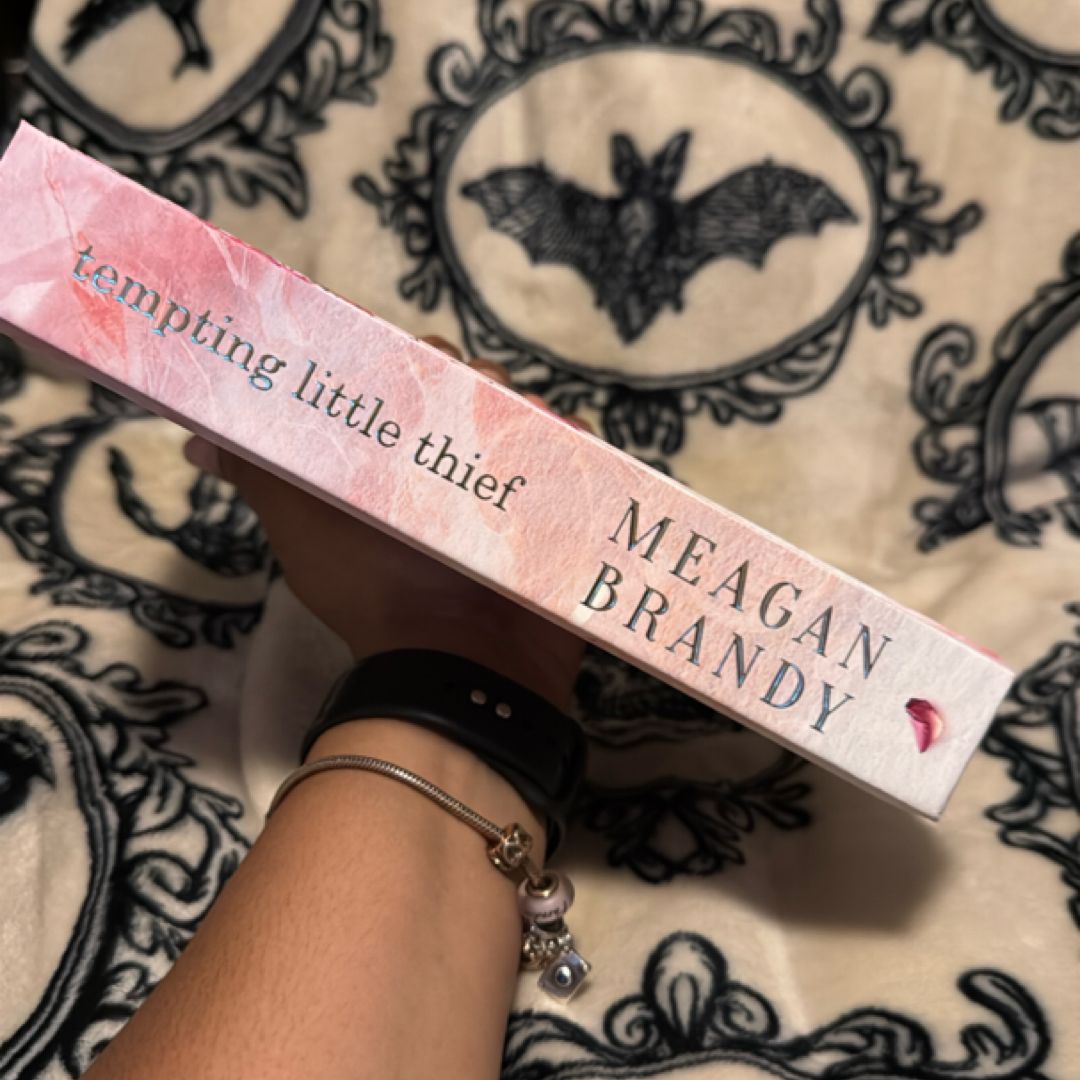 tempting little thief
MEAGAN
BRANDY